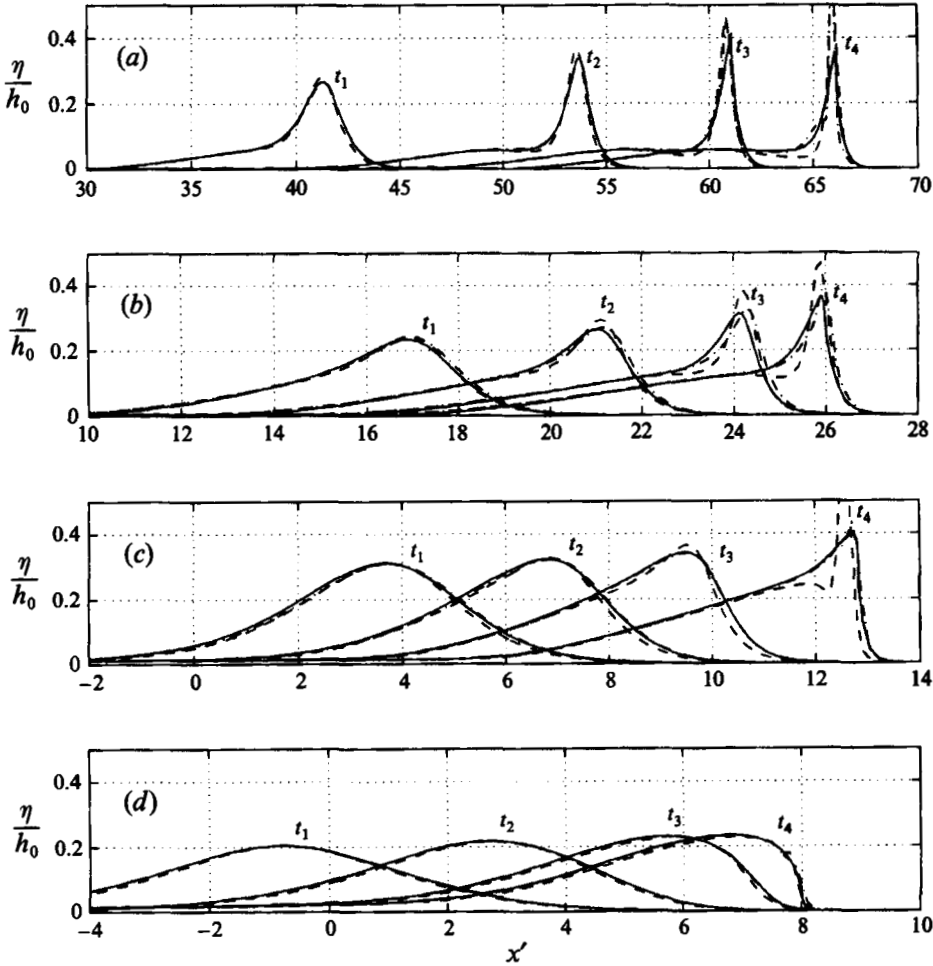 0.4
(a)
η/h₀
0.2
0
t₁
t₂
t₃
t₄
30 40 45 50 55 60 65 70
0.4
(b)
η/h₀
0.2
0
t₁
t₂
t₃
t₄
10 12 14 16 18 20 22 24 26 28
0.4
(c)
η/h₀
0.2
0
t₁
t₂
t₃
t₄
−2 0 2 4 6 8 10 12 14
0.4
(d)
η/h₀
0.2
0
t₁
t₂
t₃
t₄
−4 −2 0 2 4 6 8 10
x′